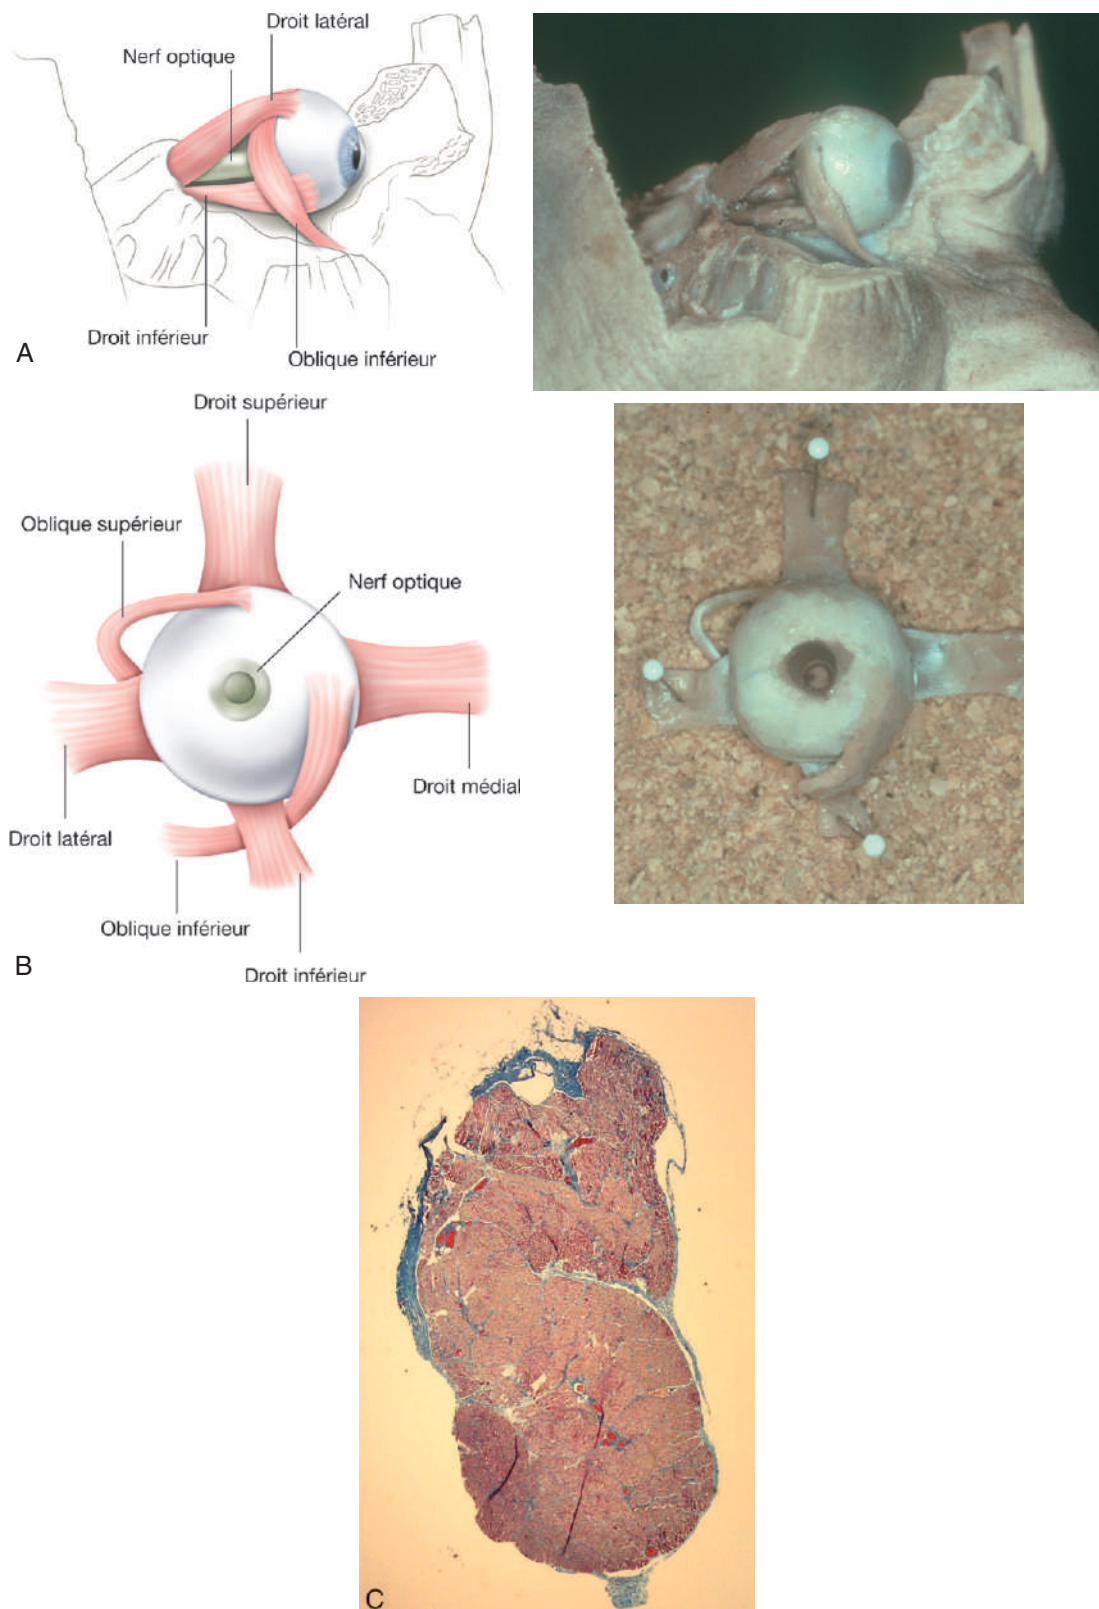 Droit latéral
Nerf optique
Droit inférieur
Oblique inférieur
A
Droit supérieur
Oblique supérieur
Nerf optique
Droit médial
Droit latéral
Oblique inférieur
Droit inférieur
B
C